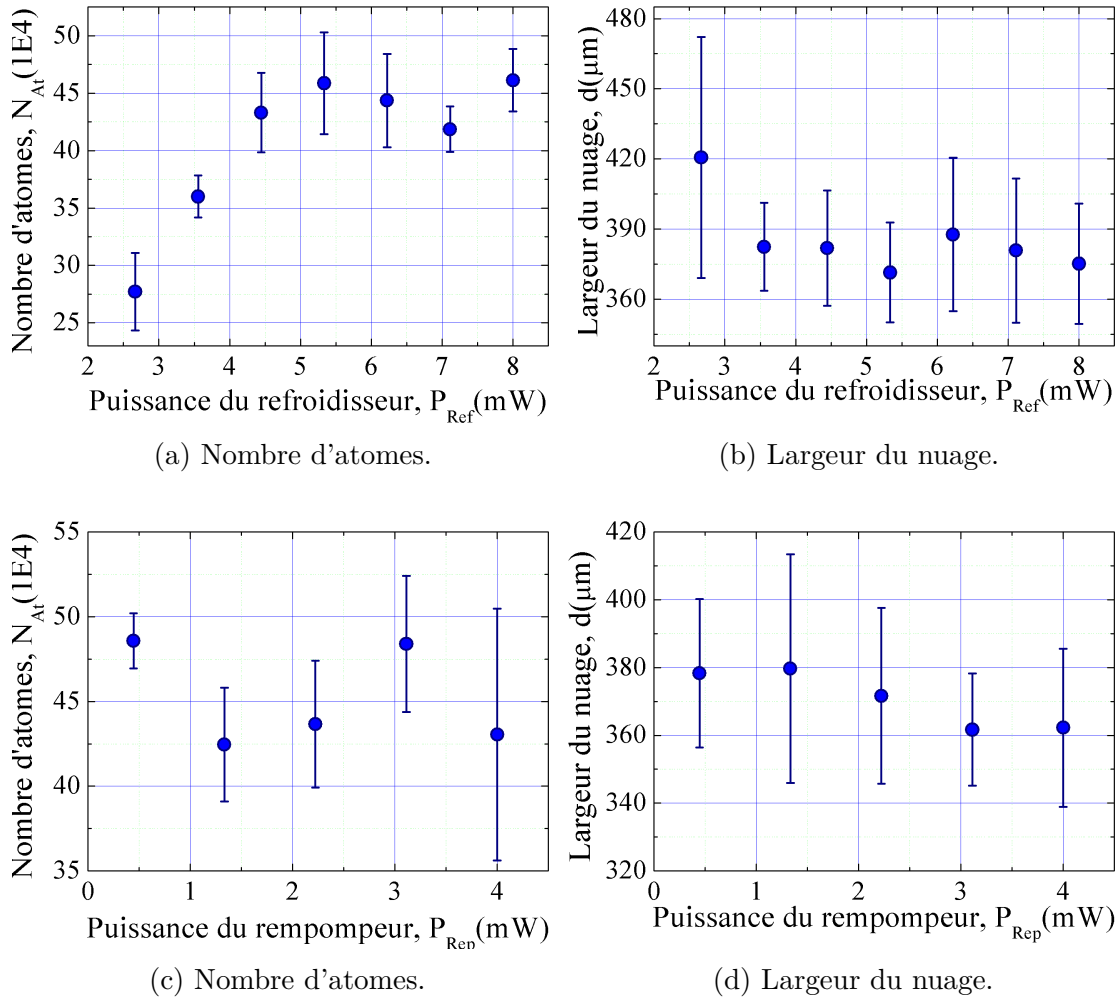 Nombre d'atomes, N_At(1E4)
50
45
40
35
30
25
2 3 4 5 6 7 8
Puissance du refroidisseur, P_Ref(mW)
(a) Nombre d'atomes.
Largeur du nuage, d(μm)
480
450
420
390
360
2 3 4 5 6 7 8
Puissance du refroidisseur, P_Ref(mW)
(b) Largeur du nuage.
Nombre d'atomes, N_At(1E4)
55
50
45
40
35
0 1 2 3 4
Puissance du rempompeur, P_Rep(mW)
(c) Nombre d'atomes.
Largeur du nuage, d(μm)
420
400
380
360
340
320
0 1 2 3 4
Puissance du rempompeur, P_Rep(mW)
(d) Largeur du nuage.